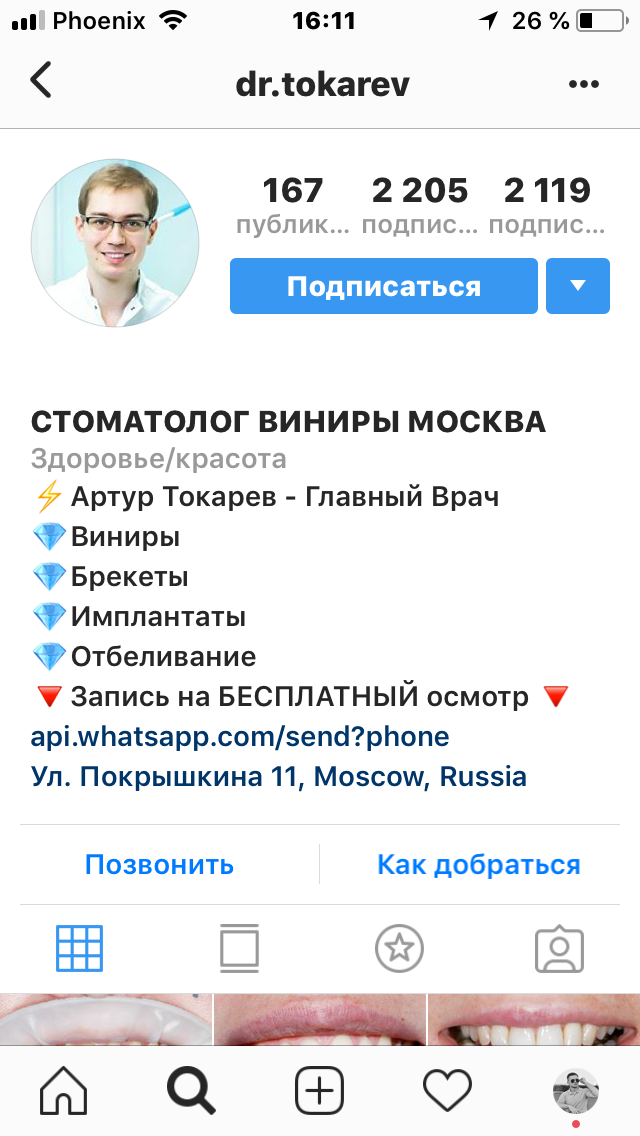 Phoenix 16:11 26 %
dr.tokarev
167 2 205 2 119
публик... подпис... подпис...
Подписаться
СТОМАТОЛОГ ВИНИРЫ МОСКВА
Здоровье/красота
⚡Артур Токарев - Главный Врач
💎Виниры
💎Брекеты
💎Имплантаты
💎Отбеливание
🔻Запись на БЕСПЛАТНЫЙ осмотр 🔻
api.whatsapp.com/send?phone
Ул. Покрышкина 11, Moscow, Russia
Позвонить Как добраться